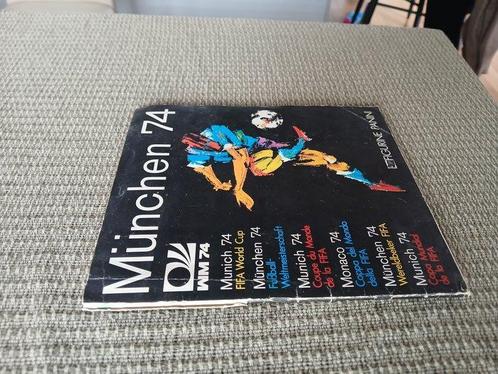 München 74
WM 74
FIGURINE PANINI
Munich 74
FIFA World Cup
München 74
Fußball-
Weltmeisterschaft
Munich 74
Coupe du Monde
de la FIFA
Monaco 74
Coppa del Mondo
della FIFA
München 74
Wereldbeker FIFA
Munich 74
Copa Mundial
de la FIFA